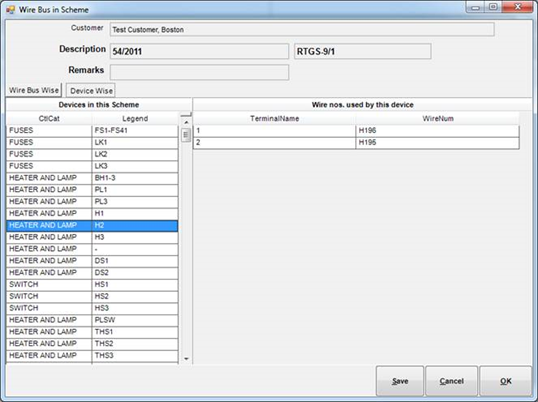 Wire Bus in Scheme
Customer Test Customer, Boston
Description 54/2011 RTGS-9/1
Remarks
Wire Bus Wise Device Wise
Devices in this Scheme Wire nos. used by this device
CtlCat Legend TerminalName WireNum
FUSES FS1-FS41 1 H196
FUSES LK1 2 H195
FUSES LK2
FUSES LK3
HEATER AND LAMP BH1-3
HEATER AND LAMP PL1
HEATER AND LAMP PL3
HEATER AND LAMP H1
HEATER AND LAMP H2
HEATER AND LAMP H3
HEATER AND LAMP -
HEATER AND LAMP DS1
HEATER AND LAMP DS2
SWITCH HS1
SWITCH HS2
SWITCH HS3
HEATER AND LAMP PLSW
HEATER AND LAMP THS1
HEATER AND LAMP THS2
HEATER AND LAMP THS3
Save Cancel OK